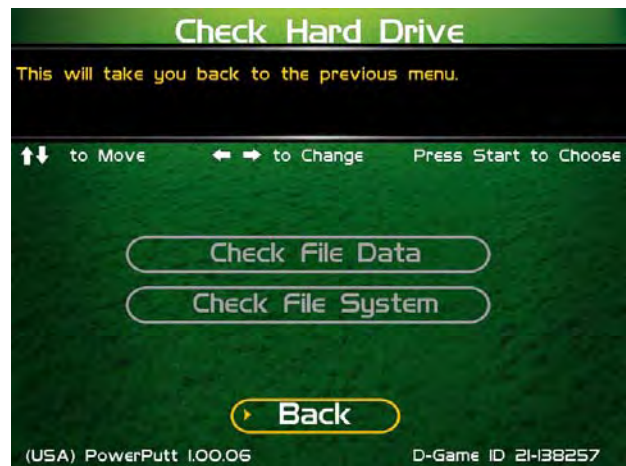 Check Hard Drive
This will take you back to the previous menu.
to Move to Change Press Start to Choose
Check File Data
Check File System
Back
(USA) PowerPutt 1.00.06 D-Game ID 21-138257